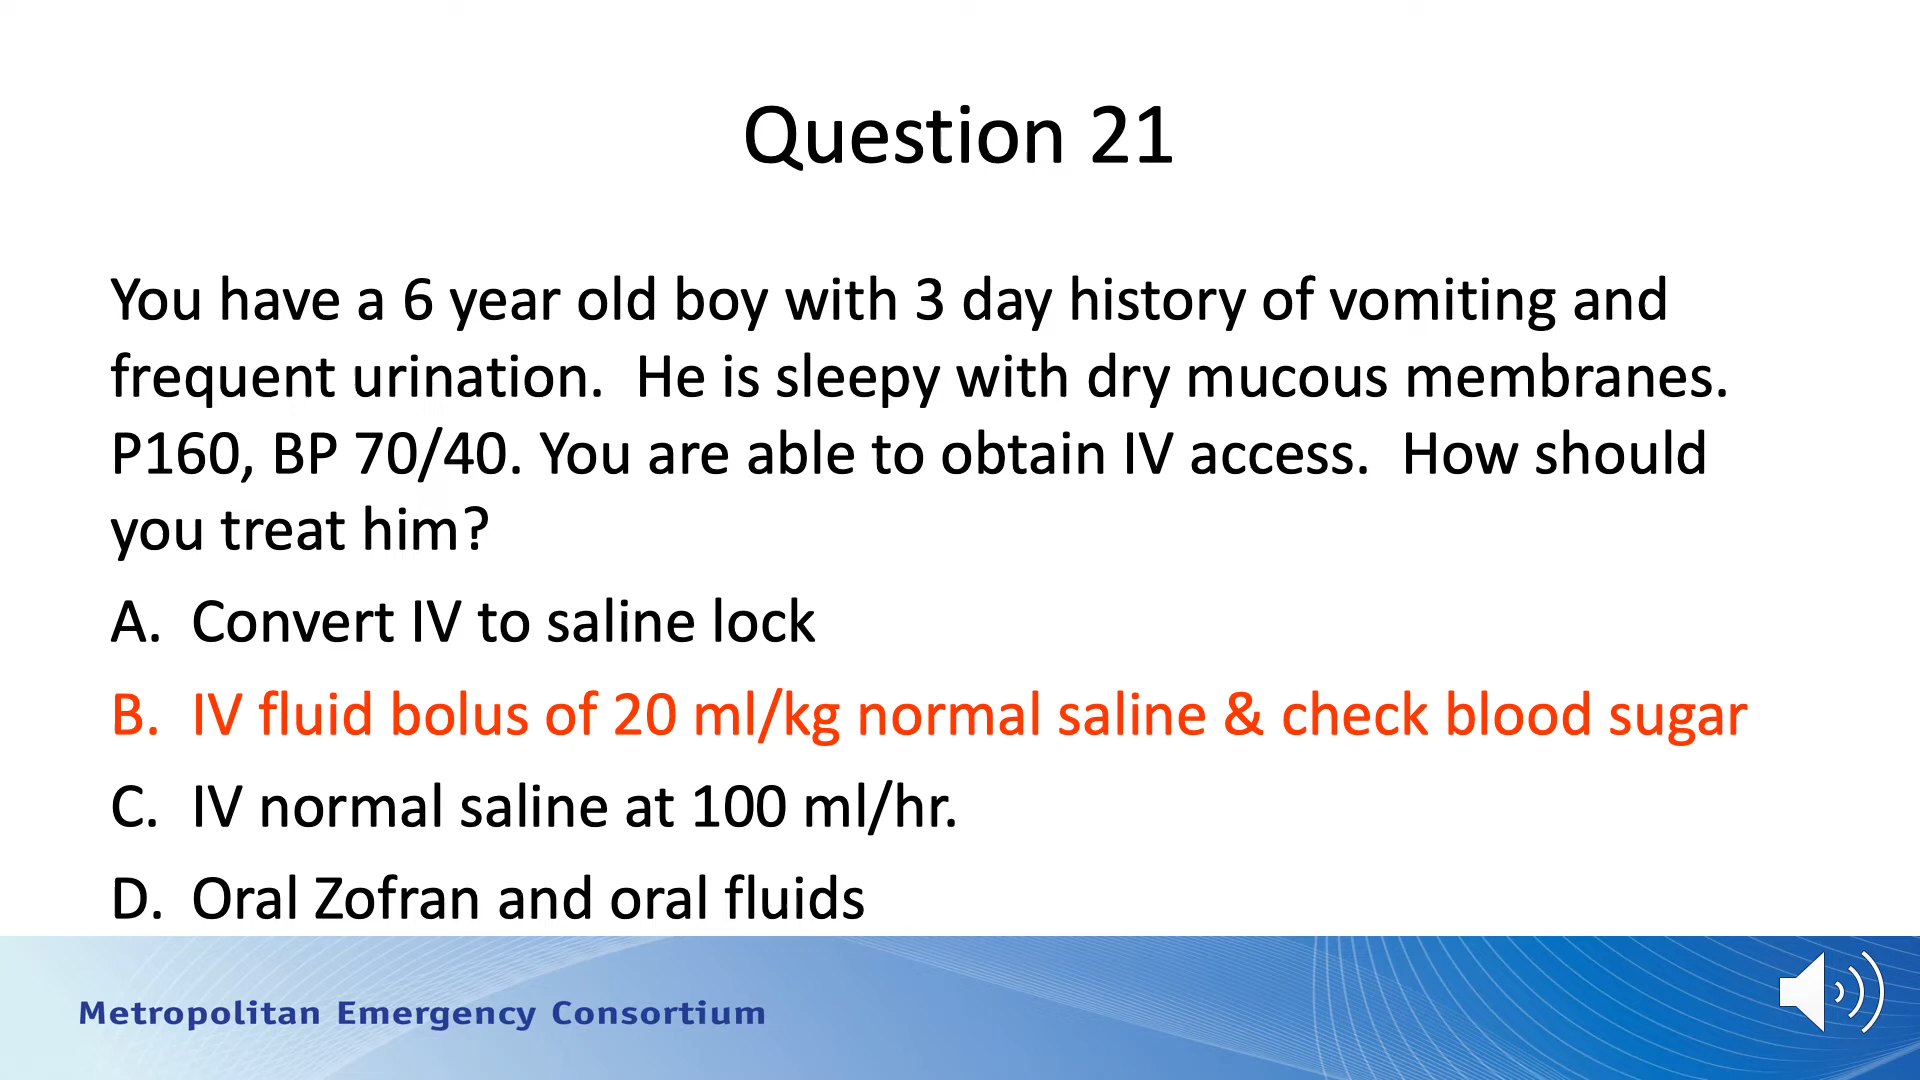 Question 21
You have a 6 year old boy with 3 day history of vomiting and
frequent urination.  He is sleepy with dry mucous membranes.
P160, BP 70/40. You are able to obtain IV access.  How should
you treat him?
A. Convert IV to saline lock
B. IV fluid bolus of 20 ml/kg normal saline & check blood sugar
C. IV normal saline at 100 ml/hr.
D. Oral Zofran and oral fluids
Metropolitan Emergency Consortium